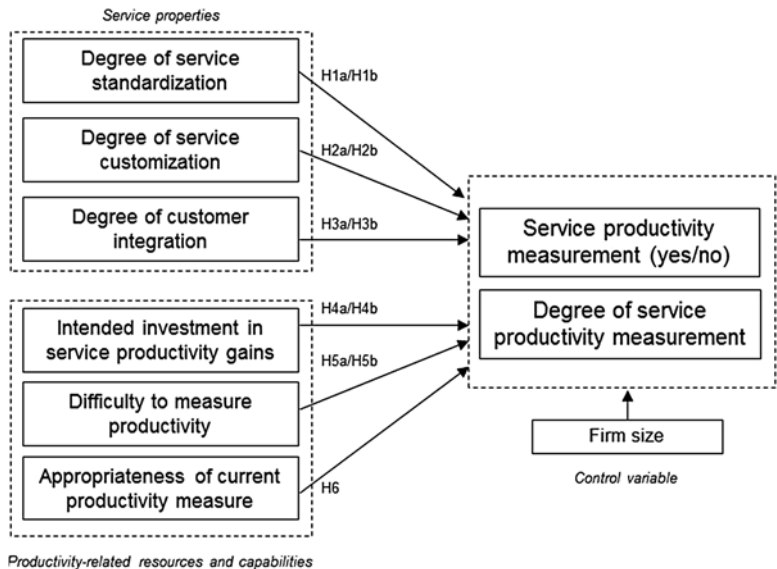 Service properties
Degree of service
standardization
H1a/H1b
Degree of service
customization
H2a/H2b
Degree of customer
integration
H3a/H3b
Service productivity
measurement (yes/no)
Degree of service
productivity measurement
Intended investment in
service productivity gains
H4a/H4b
H5a/H5b
Difficulty to measure
productivity
Firm size
Control variable
Appropriateness of current
productivity measure
H6
Productivity-related resources and capabilities